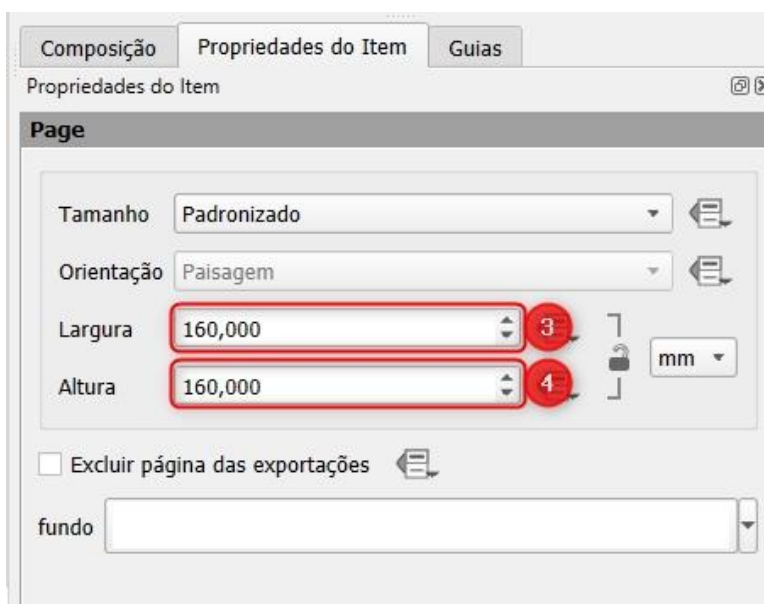 Composição Propriedades do Item Guias
Propriedades do Item
Page
Tamanho Padronizado
Orientação Paisagem
Largura 160,000 3
mm
Altura 160,000 4
Excluir página das exportações
fundo